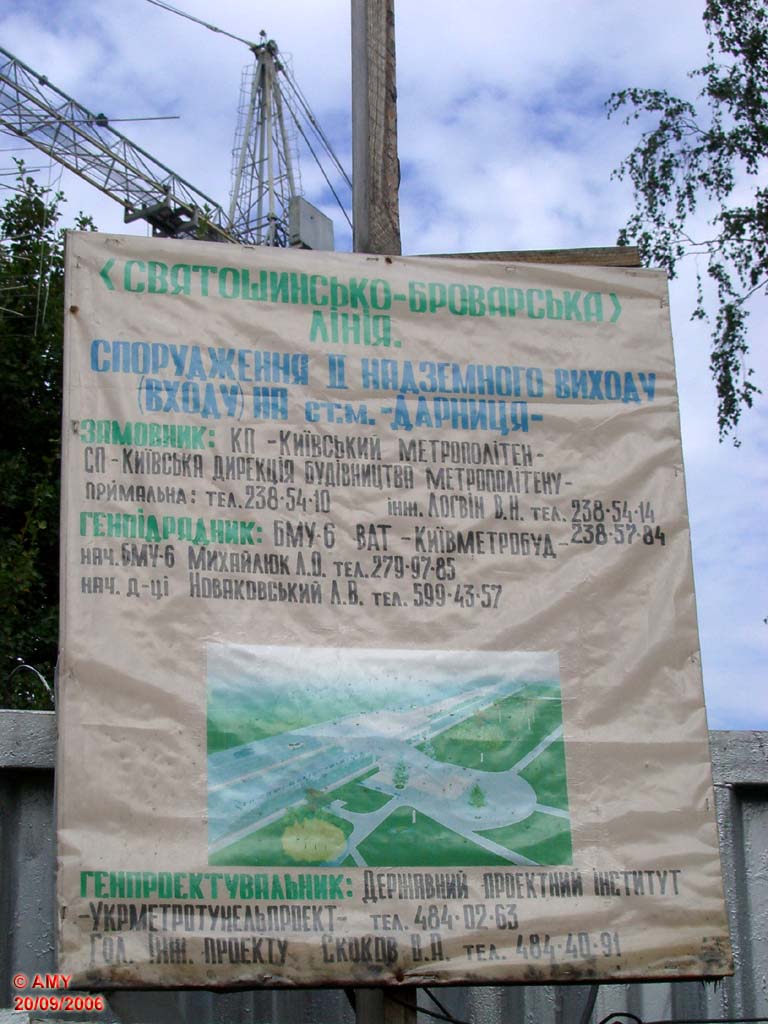 <СВЯТОШИНСЬКО-БРОВАРСЬКА>
ЛІНІЯ.
СПОРУДЖЕННЯ II НАДЗЕМНОГО ВИХОДУ
(ВХОДУ) НА ст.м. -ДАРНИЦЯ-
ЗАМОВНИК: КП -КИЇВСЬКИЙ МЕТРОПОЛІТЕН-
СП-КИЇВСЬКА ДИРЕКЦІЯ БУДІВНИЦТВА МЕТРОПОЛІТЕНУ-
ПРИЙМАЛЬНА: ТЕЛ. 238-54-10 інж. ЛОГВІН В.Н. ТЕЛ. 238-54-14
ГЕНПІДРЯДНИК: БМУ-6 ВАТ -КИЇВМЕТРОБУД- 238-57-84
НАЧ. БМУ-6 МИХАЙЛЮК Л.О. ТЕЛ. 279-97-85
НАЧ. Д-ЦІ НОВАКОВСЬКИЙ Л.В. ТЕЛ. 599-43-57
ГЕНПРОЕКТУВАЛЬНИК: ДЕРЖАВНИЙ ПРОЕКТНИЙ ІНСТИТУТ
-УКРМЕТРОТУНЕЛЬПРОЕКТ- ТЕЛ. 484-02-63
ГОЛ. ІНЖ. ПРОЕКТУ СКОКОВ ТЕЛ. 484-40-91
© AMY
20/09/2006